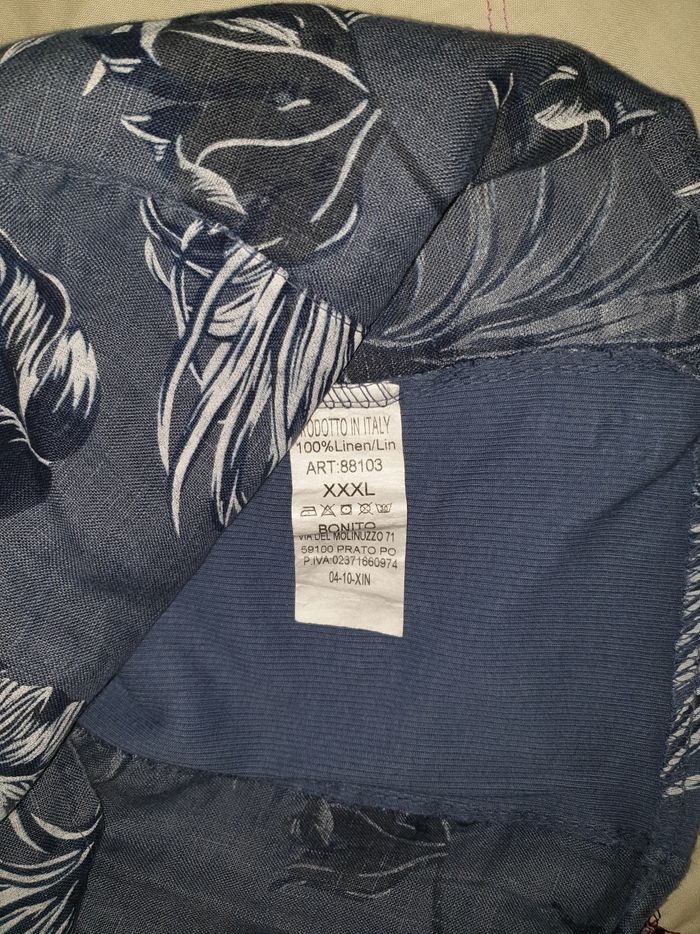 RODOTTO IN ITALY
100%Linen/Lin
ART:88103
XXXL
BONITO
VIA DEL MOLINUZZO 71
59100 PRATO PO
P.IVA:02371660974
04-10-XIN